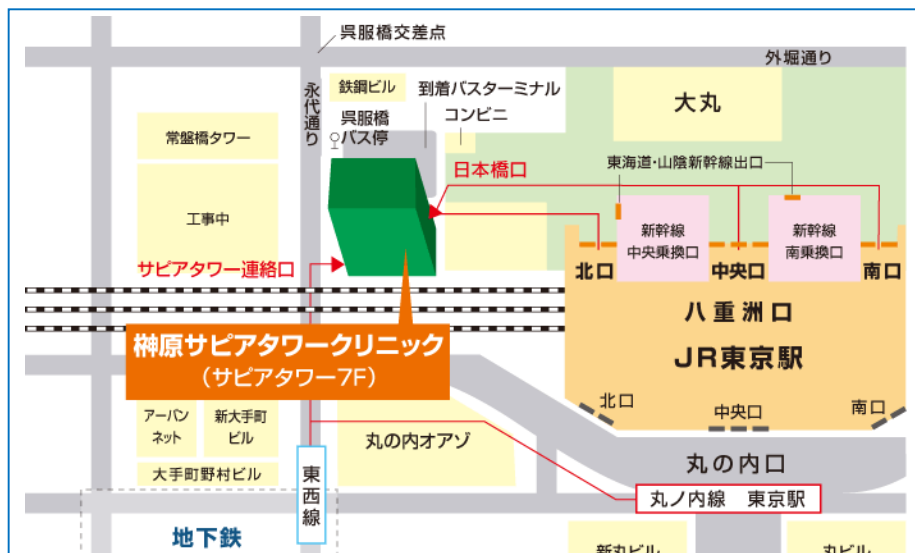 呉服橋交差点
外堀通り
永代通り
鉄鋼ビル
到着バスターミナル
コンビニ
大丸
呉服橋
バス停
常盤橋タワー
日本橋口
東海道・山陰新幹線出口
工事中
新幹線
中央乗換口
新幹線
南乗換口
サピアタワー連絡口
北口
中央口
南口
八重洲口
榊原サピアタワークリニック
(サピアタワー7F)
JR東京駅
北口
中央口
南口
アーバン
ネット
新大手町
ビル
丸の内オアゾ
丸の内口
大手町野村ビル
東西線
丸ノ内線 東京駅
地下鉄
新丸ビル
丸ビル